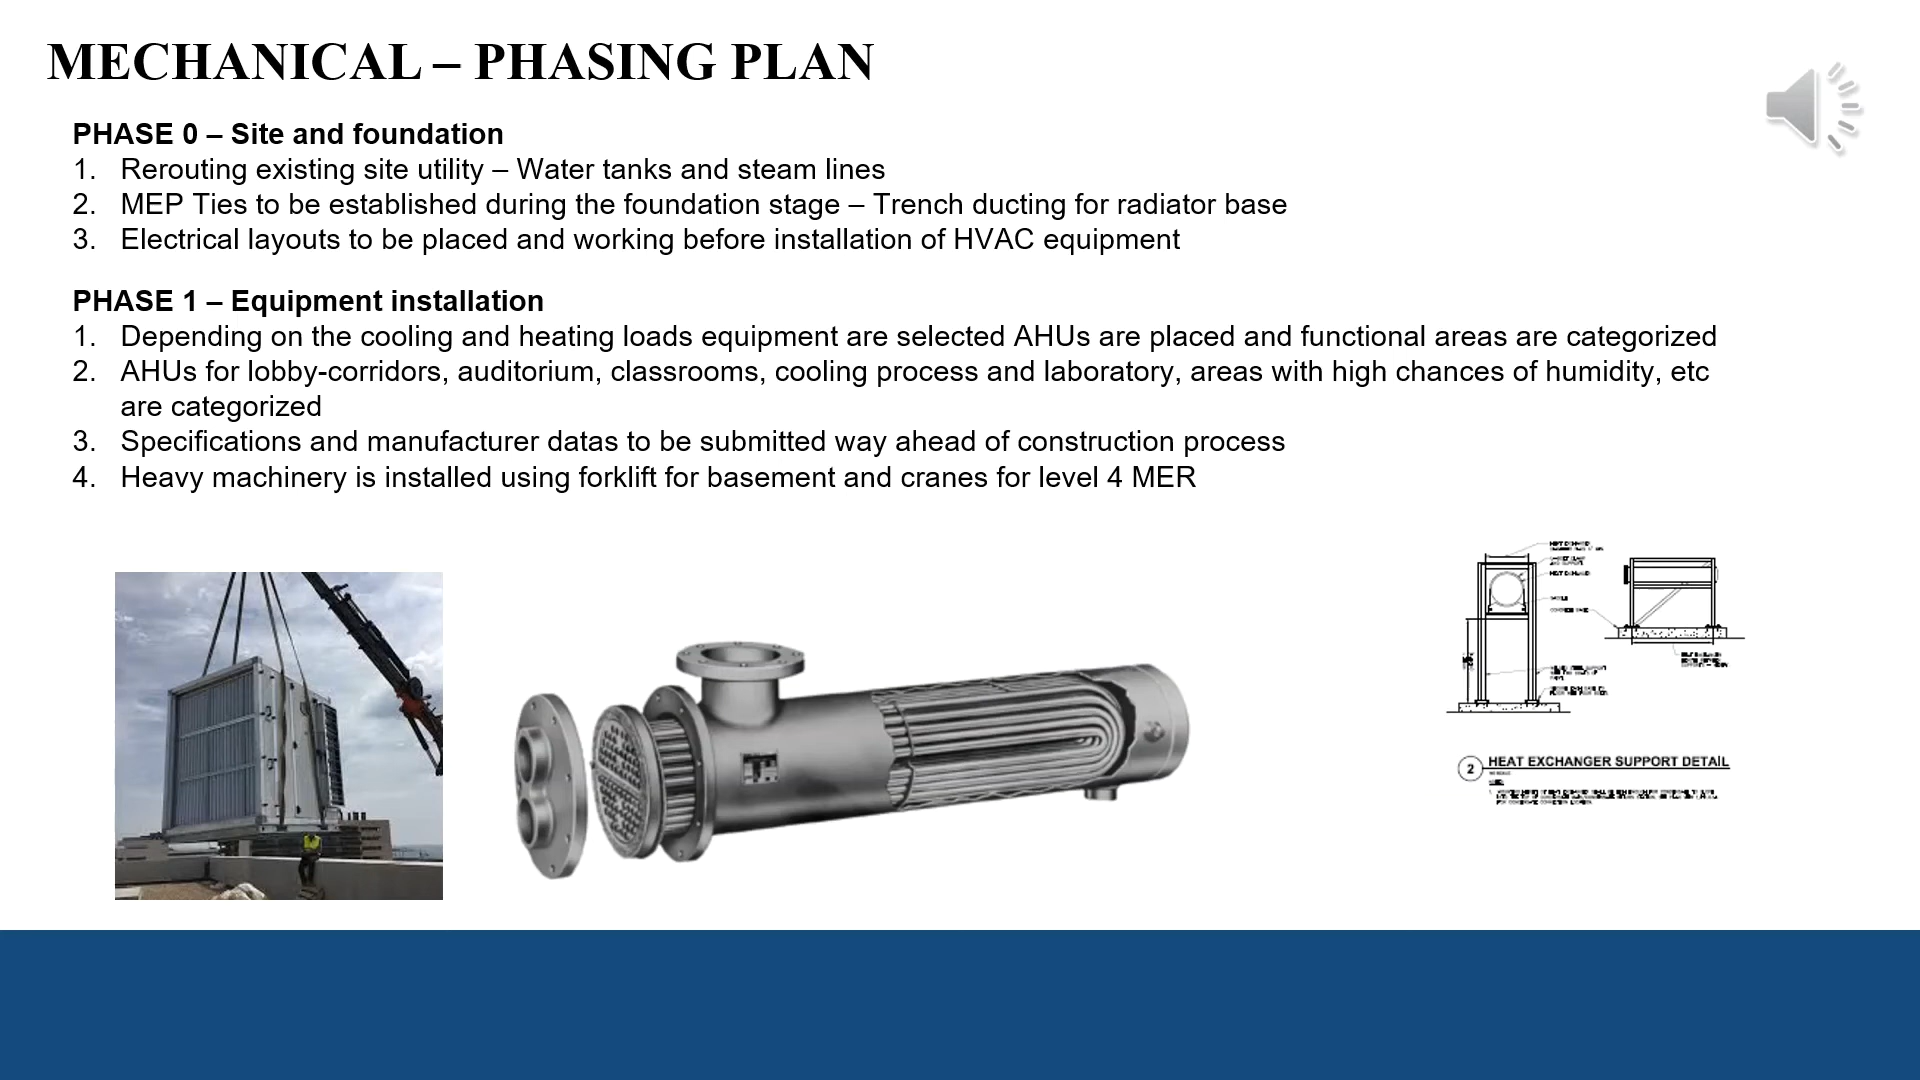 MECHANICAL – PHASING PLAN
PHASE 0 – Site and foundation
1. Rerouting existing site utility – Water tanks and steam lines
2. MEP Ties to be established during the foundation stage – Trench ducting for radiator base
3. Electrical layouts to be placed and working before installation of HVAC equipment
PHASE 1 – Equipment installation
1. Depending on the cooling and heating loads equipment are selected AHUs are placed and functional areas are categorized
2. AHUs for lobby-corridors, auditorium, classrooms, cooling process and laboratory, areas with high chances of humidity, etc
are categorized
3. Specifications and manufacturer datas to be submitted way ahead of construction process
4. Heavy machinery is installed using forklift for basement and cranes for level 4 MER
2 HEAT EXCHANGER SUPPORT DETAIL